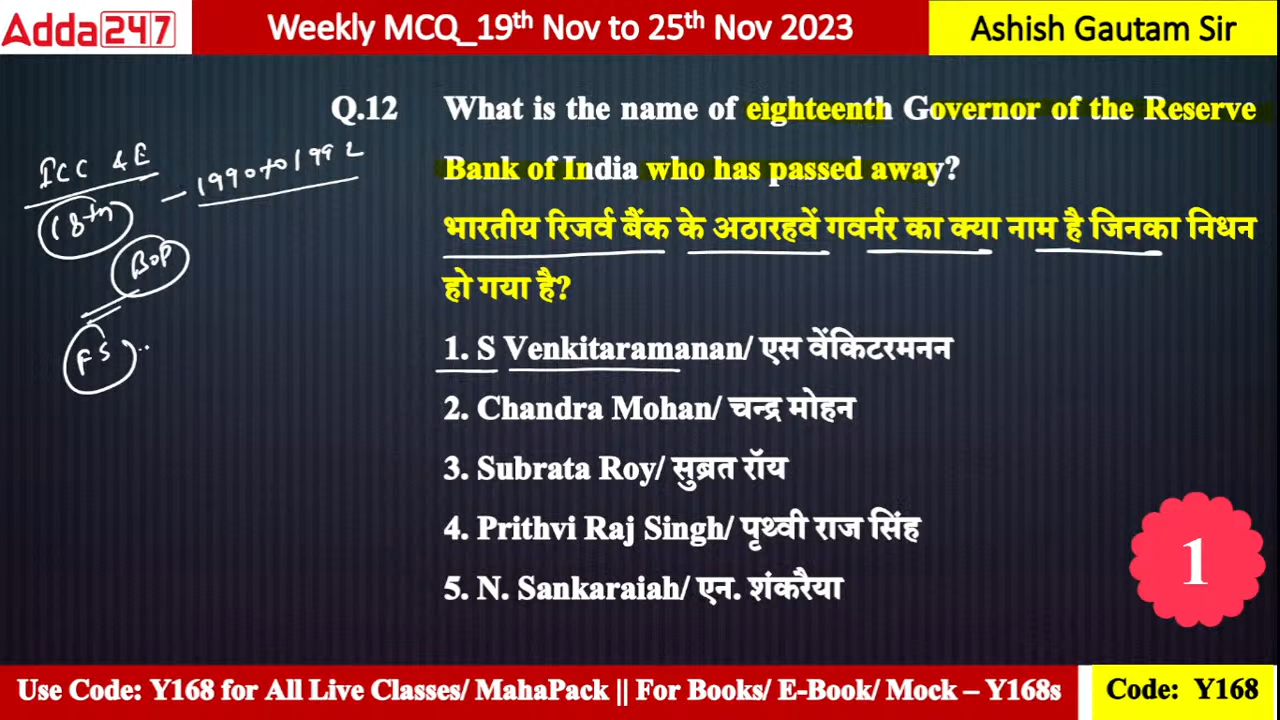 Adda247
Weekly MCQ_19th Nov to 25th Nov 2023
Ashish Gautam Sir
Q.12 What is the name of eighteenth Governor of the Reserve
Bank of India who has passed away?
भारतीय रिजर्व बैंक के अठारहवें गवर्नर का क्या नाम है जिनका निधन
हो गया है?
1. S Venkitaramanan/ एस वेंकिटरमनन
2. Chandra Mohan/ चन्द्र मोहन
3. Subrata Roy/ सुब्रत रॉय
4. Prithvi Raj Singh/ पृथ्वी राज सिंह
5. N. Sankaraiah/ एन. शंकरैया
ICC & E
1990 to 1992
18th
BOP
FS
1
Use Code: Y168 for All Live Classes/ MahaPack || For Books/ E-Book/ Mock – Y168s
Code: Y168